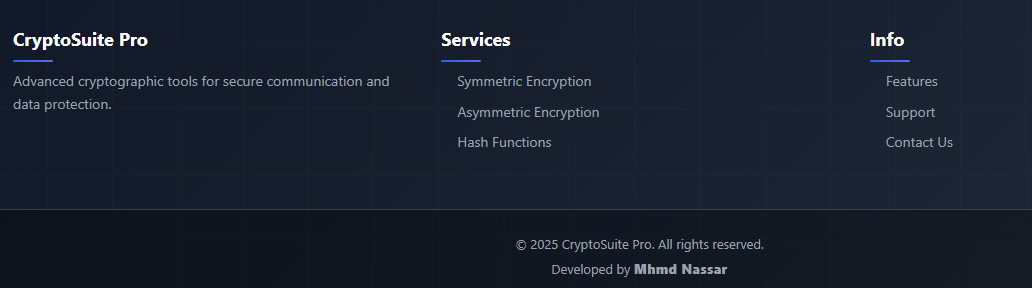 CryptoSuite Pro
Advanced cryptographic tools for secure communication and
data protection.
Services
Symmetric Encryption
Asymmetric Encryption
Hash Functions
Info
Features
Support
Contact Us
© 2025 CryptoSuite Pro. All rights reserved.
Developed by Mhmd Nassar